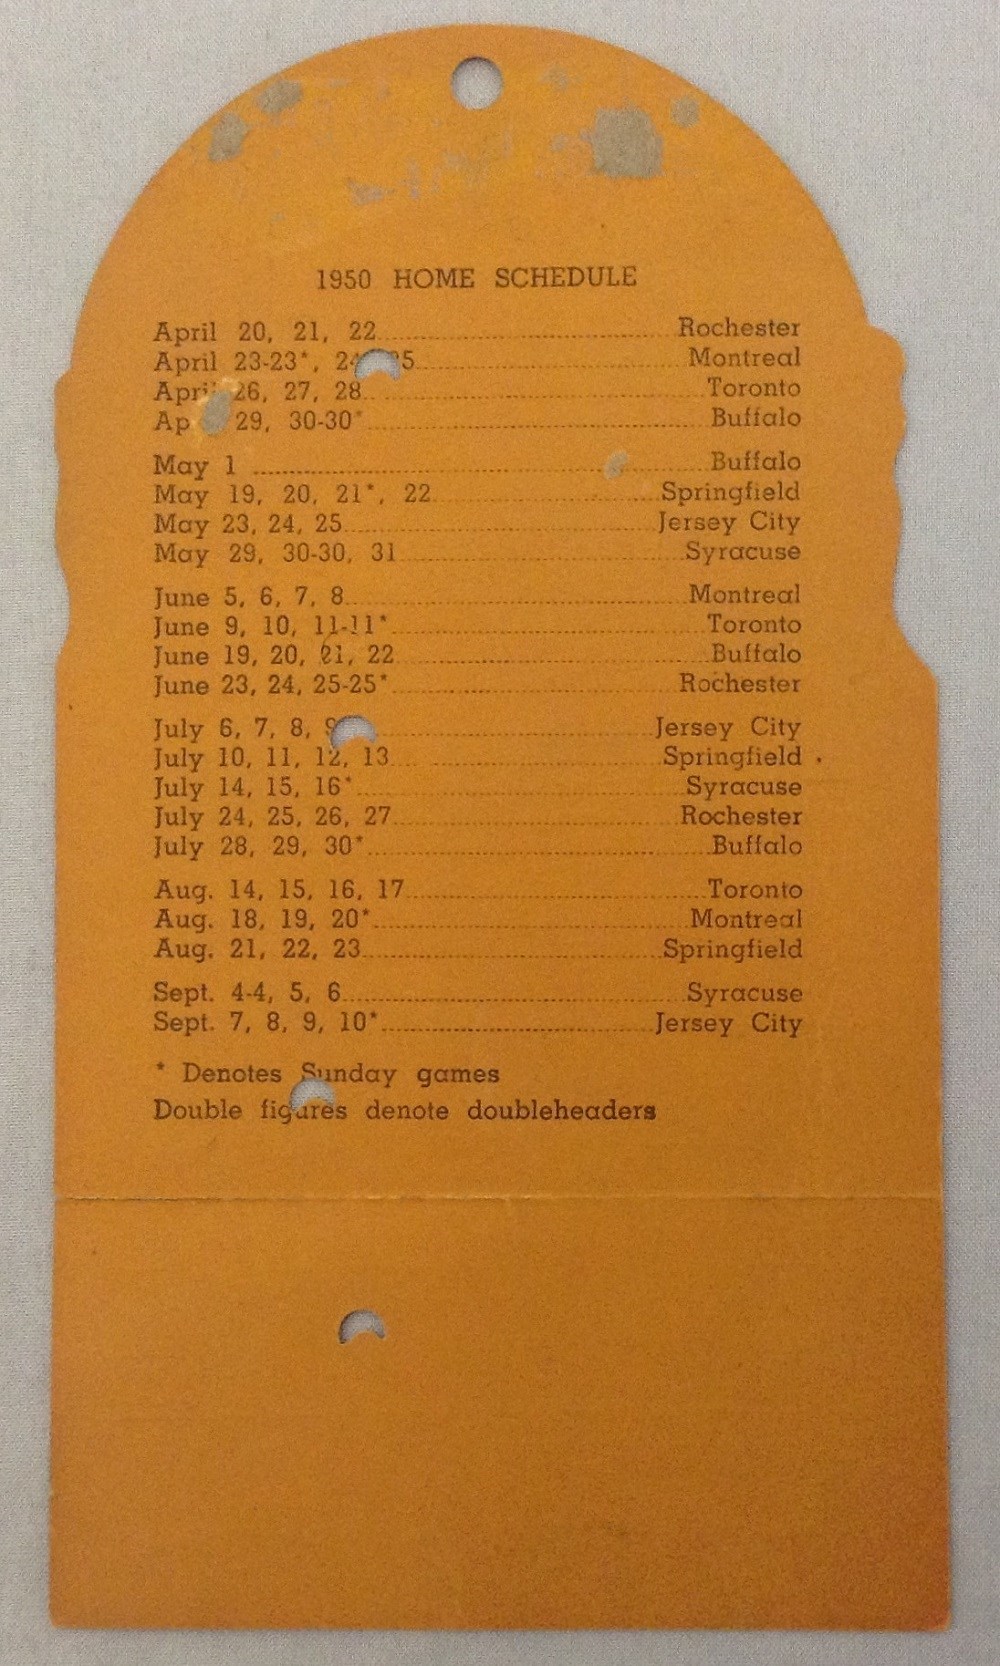 1950 HOME SCHEDULE
April 20, 21, 22 Rochester
April 23-23*, 24, 25 Montreal
April 26, 27, 28 Toronto
April 29, 30-30* Buffalo
May 1 Buffalo
May 19, 20, 21*, 22 Springfield
May 23, 24, 25 Jersey City
May 29, 30-30, 31 Syracuse
June 5, 6, 7, 8 Montreal
June 9, 10, 11-11* Toronto
June 19, 20, 21, 22 Buffalo
June 23, 24, 25-25* Rochester
July 6, 7, 8, 9 Jersey City
July 10, 11, 12, 13 Springfield
July 14, 15, 16* Syracuse
July 24, 25, 26, 27 Rochester
July 28, 29, 30* Buffalo
Aug. 14, 15, 16, 17 Toronto
Aug. 18, 19, 20* Montreal
Aug. 21, 22, 23 Springfield
Sept. 4-4, 5, 6 Syracuse
Sept. 7, 8, 9, 10* Jersey City
* Denotes Sunday games
Double figures denote doubleheaders